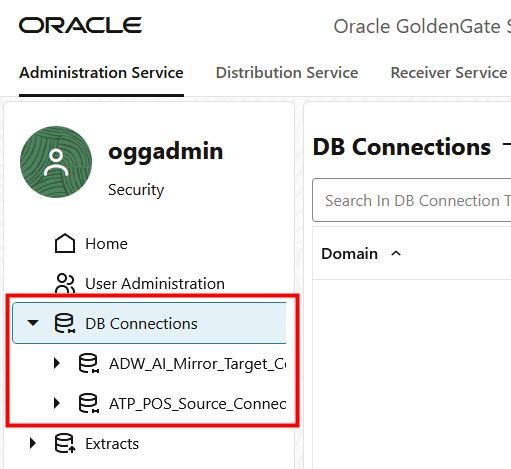 ORACLE
Oracle GoldenGate S
Administration Service
Distribution Service
Receiver Service
oggadmin
Security
Home
User Administration
DB Connections
ADW_AI_Mirror_Target_Co
ATP_POS_Source_Connec
Extracts
DB Connections
Search In DB Connection T
Domain